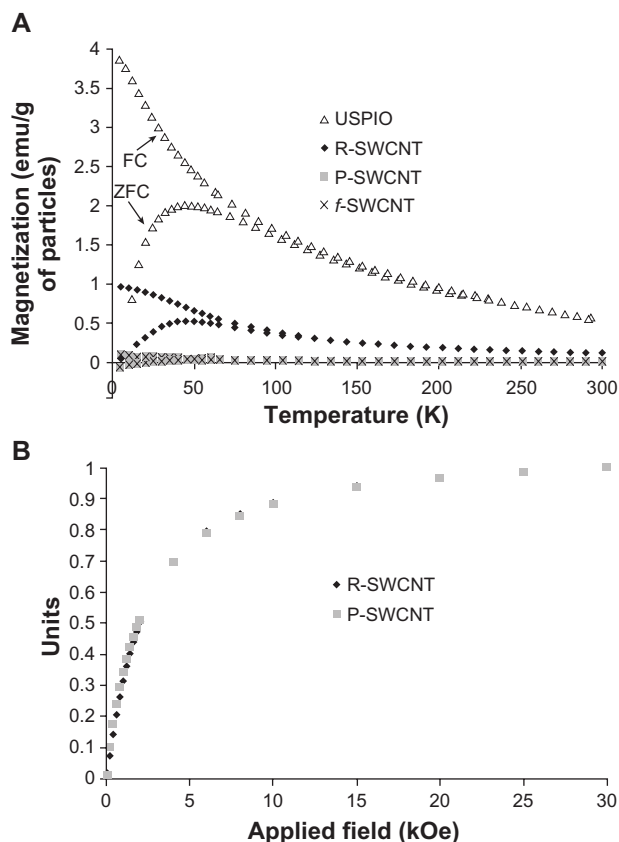 A
Magnetization (emu/g
of particles)
4
3.5
3
2.5
2
1.5
1
0.5
0
FC
ZFC
USPIO
R-SWCNT
P-SWCNT
f-SWCNT
0 50 100 150 200 250 300
Temperature (K)
B
Units
1
0.9
0.8
0.7
0.6
0.5
0.4
0.3
0.2
0.1
0
R-SWCNT
P-SWCNT
0 5 10 15 20 25 30
Applied field (kOe)